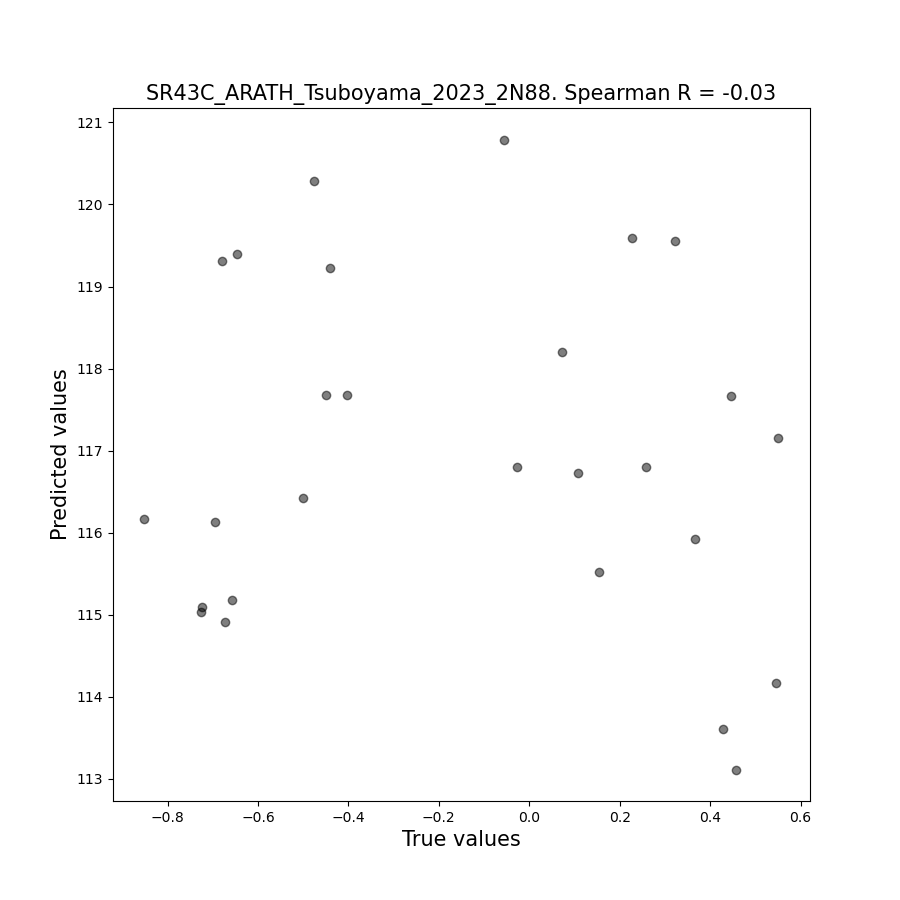 SR43C_ARATH_Tsuboyama_2023_2N88. Spearman R = -0.03
121
120
119
118
117
116
115
114
113
Predicted values
−0.8 −0.6 −0.4 −0.2 0.0 0.2 0.4 0.6
True values